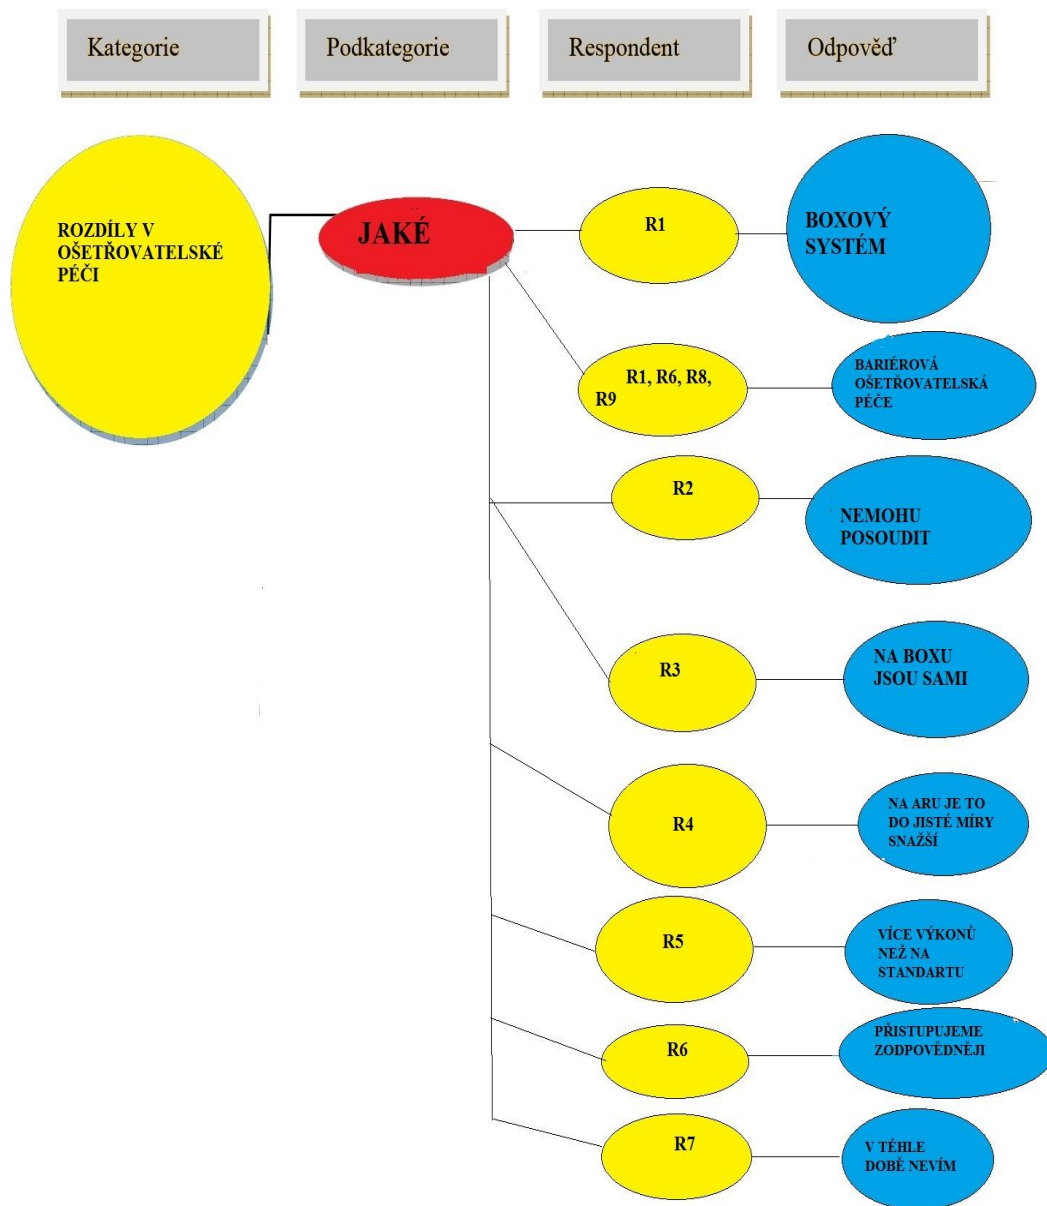 Kategorie
Podkategorie
Respondent
Odpověď
ROZDÍLY V
OŠETŘOVATELSKÉ
PÉČI
JAKÉ
R1
BOXOVÝ
SYSTÉM
R1, R6, R8,
R9
BARIÉROVÁ
OŠETŘOVATELSKÁ
PÉČE
R2
NEMOHU
POSOUDIT
R3
NA BOXU
JSOU SAMI
R4
NA ARU JE TO
DO JISTÉ MÍRY
SNAŽŠÍ
R5
VÍCE VÝKONŮ
NEŽ NA
STANDARTU
R6
PŘISTUPUJEME
ZODPOVĚDNĚJI
R7
V TÉHLE
DOBĚ NEVÍM